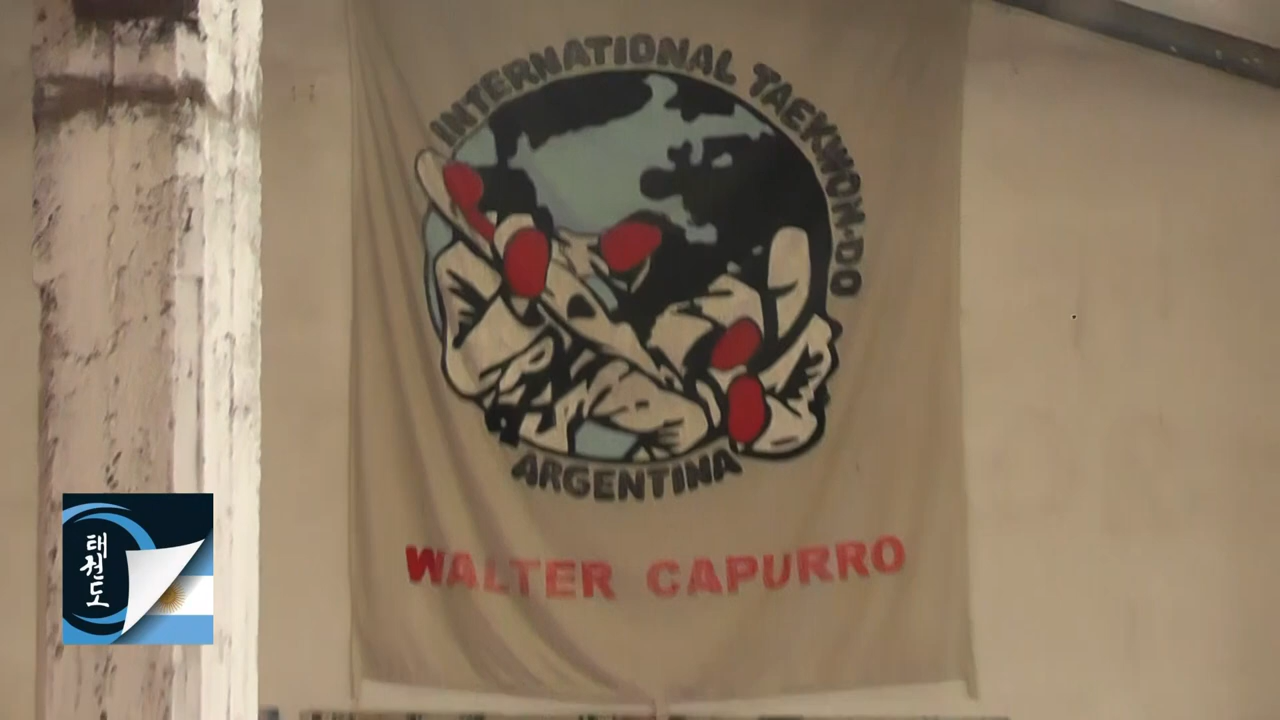 INTERNATIONAL TAEKWON-DO
ARGENTINA
WALTER CAPURRO
태권도